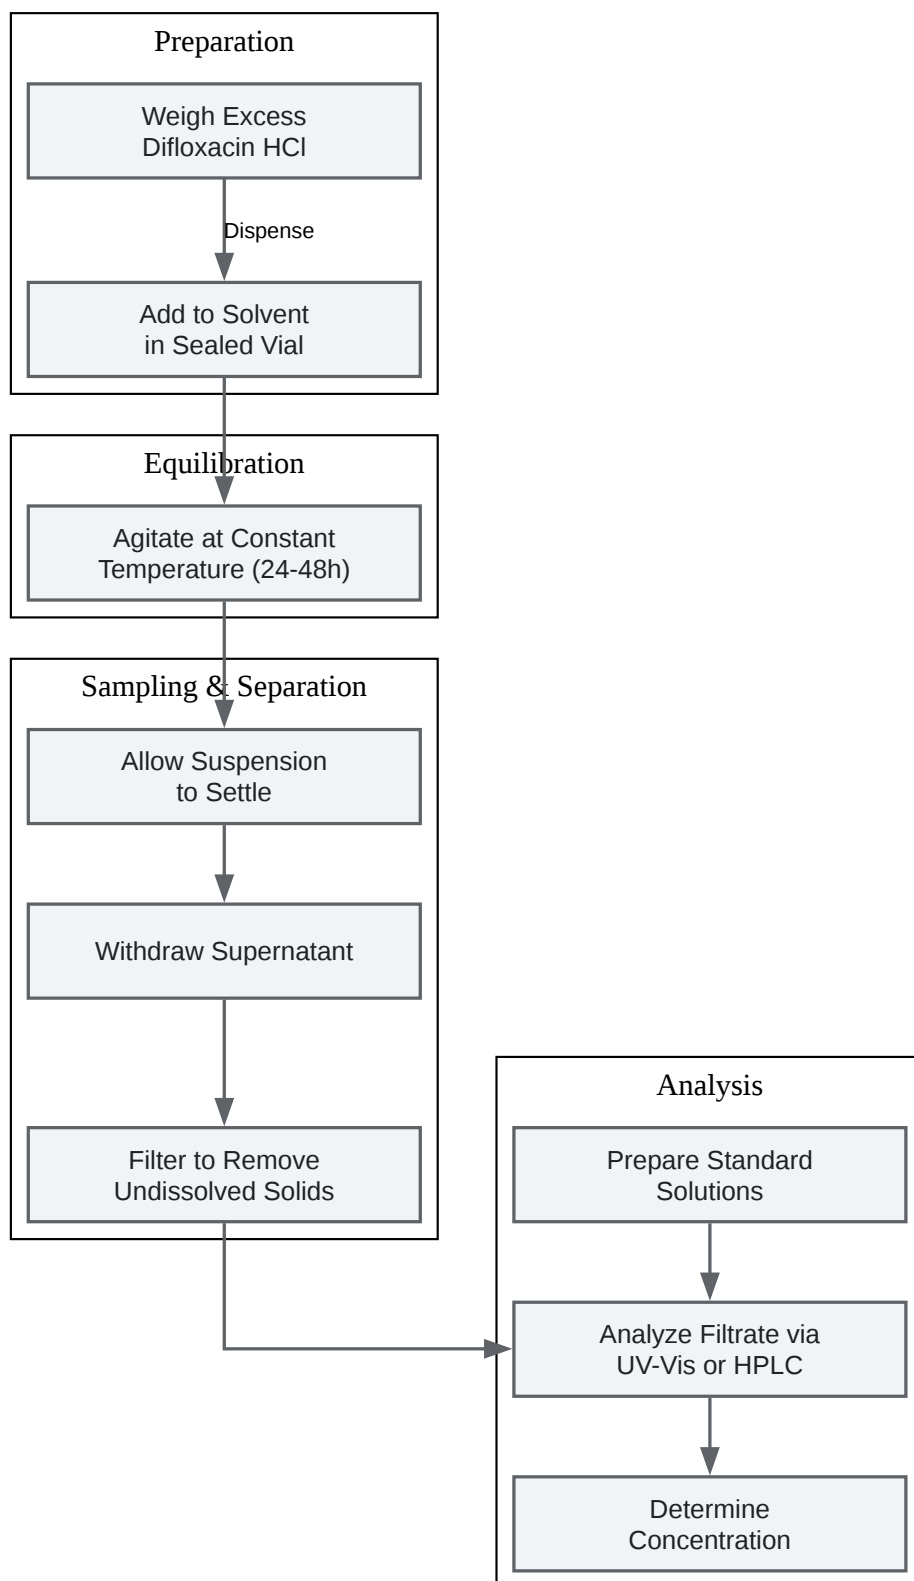 Preparation
Weigh Excess
Difloxacin HCl
Dispense
Add to Solvent
in Sealed Vial
Equilibration
Agitate at Constant
Temperature (24-48h)
Sampling & Separation
Allow Suspension
to Settle
Withdraw Supernatant
Filter to Remove
Undissolved Solids
Analysis
Prepare Standard
Solutions
Analyze Filtrate via
UV-Vis or HPLC
Determine
Concentration